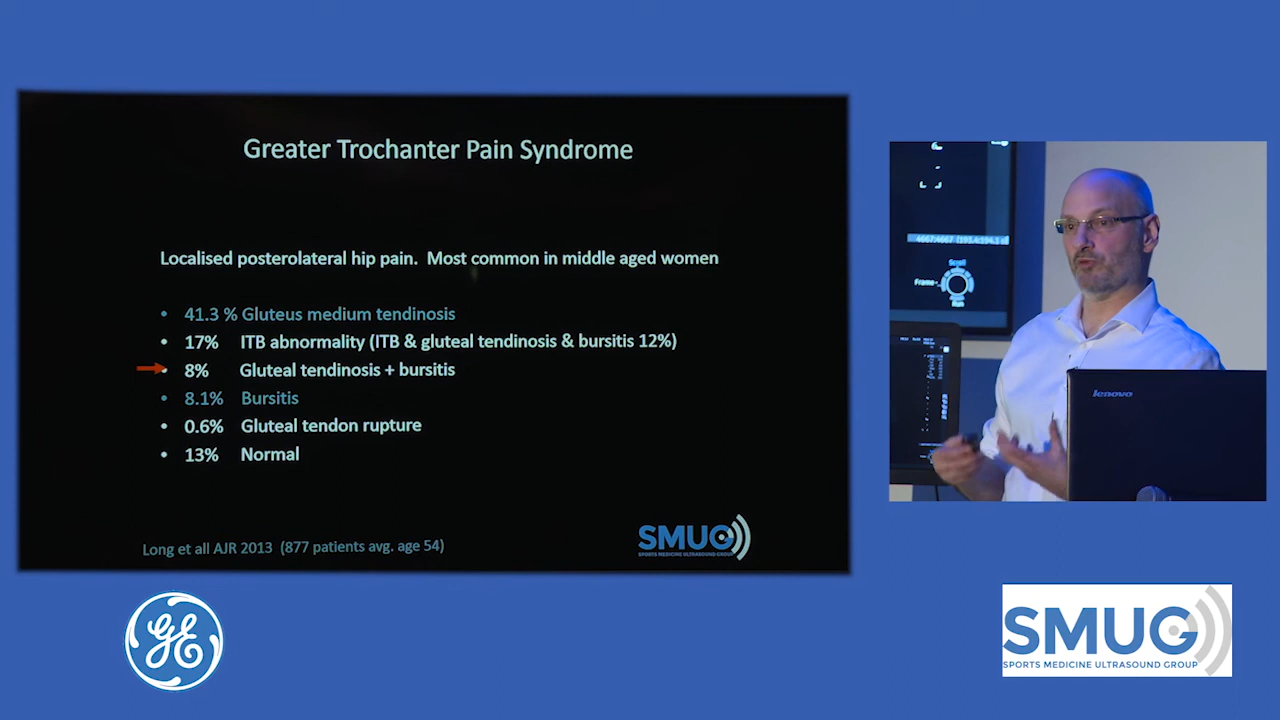 Greater Trochanter Pain Syndrome
Localised posterolateral hip pain. Most common in middle aged women
• 41.3 % Gluteus medium tendinosis
• 17% ITB abnormality (ITB & gluteal tendinosis & bursitis 12%)
• 8% Gluteal tendinosis + bursitis
• 8.1% Bursitis
• 0.6% Gluteal tendon rupture
• 13% Normal
Long et all AJR 2013 (877 patients avg. age 54)
SMUG
SPORTS MEDICINE ULTRASOUND GROUP
Scroll
Frame
Run
lenovo
GE
SMUG
SPORTS MEDICINE ULTRASOUND GROUP